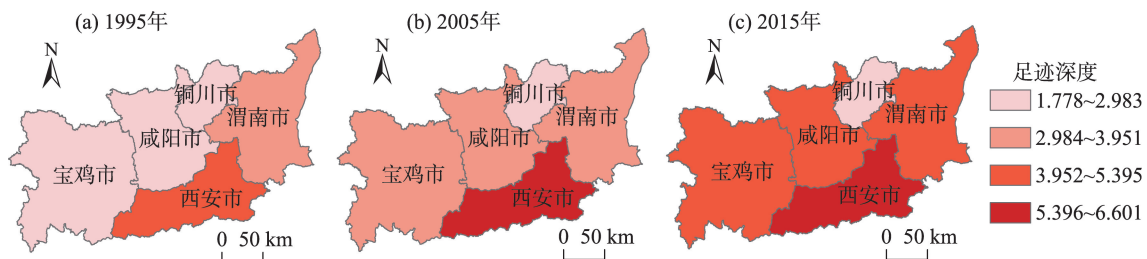 (a) 1995年
N
铜川市
渭南市
咸阳市
宝鸡市
西安市
0 50 km
(b) 2005年
N
铜川市
渭南市
咸阳市
宝鸡市
西安市
0 50 km
(c) 2015年
N
铜川市
渭南市
咸阳市
宝鸡市
西安市
0 50 km
足迹深度
1.778~2.983
2.984~3.951
3.952~5.395
5.396~6.601